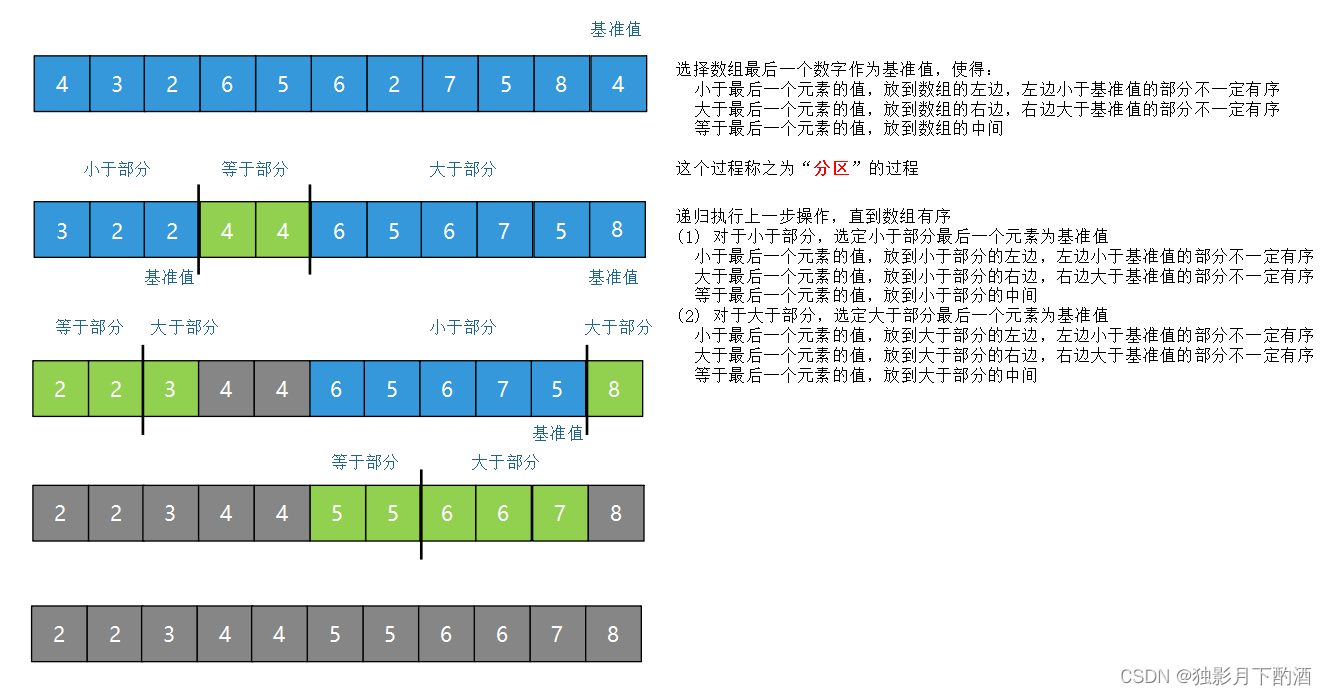 基准值
4 3 2 6 5 6 2 7 5 8 4
选择数组最后一个数字作为基准值，使得：
小于最后一个元素的值，放到数组的左边，左边小于基准值的部分不一定有序
大于最后一个元素的值，放到数组的右边，右边大于基准值的部分不一定有序
等于最后一个元素的值，放到数组的中间
这个过程称之为“分区”的过程
小于部分 等于部分 大于部分
3 2 2 4 4 6 5 6 7 5 8
基准值 基准值
递归执行上一步操作，直到数组有序
(1) 对于小于部分，选定小于部分最后一个元素为基准值
小于最后一个元素的值，放到小于部分的左边，左边小于基准值的部分不一定有序
大于最后一个元素的值，放到小于部分的右边，右边大于基准值的部分不一定有序
等于最后一个元素的值，放到小于部分的中间
(2) 对于大于部分，选定大于部分最后一个元素为基准值
小于最后一个元素的值，放到大于部分的左边，左边小于基准值的部分不一定有序
大于最后一个元素的值，放到大于部分的右边，右边大于基准值的部分不一定有序
等于最后一个元素的值，放到大于部分的中间
等于部分 大于部分 小于部分 大于部分
2 2 3 4 4 6 5 6 7 5 8
基准值
等于部分 大于部分
2 2 3 4 4 5 5 6 6 7 8
2 2 3 4 4 5 5 6 6 7 8
CSDN @独影月下酌酒